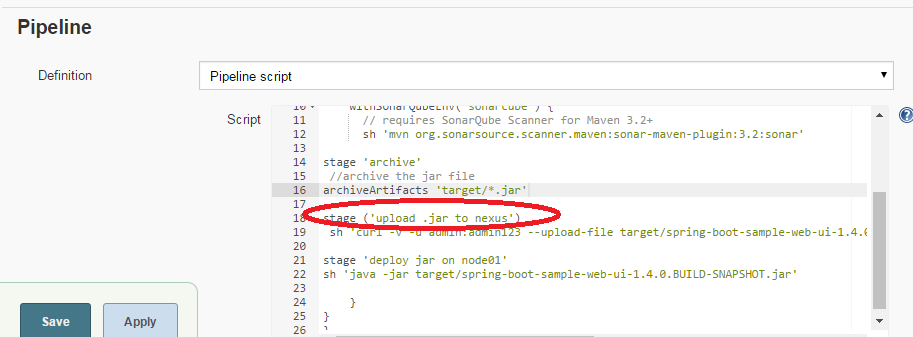 Pipeline
Definition
Pipeline script
Script
10 withSonarQubeEnv('sonarcube') {
11 // requires SonarQube Scanner for Maven 3.2+
12 sh 'mvn org.sonarsource.scanner.maven:sonar-maven-plugin:3.2:sonar'
13
14 stage 'archive'
15 //archive the jar file
16 archiveArtifacts 'target/*.jar'
17
18 stage ('upload .jar to nexus')
19 sh 'curl -v -u admin:admin123 --upload-file target/spring-boot-sample-web-ui-1.4.0
20
21 stage 'deploy jar on node01'
22 sh 'java -jar target/spring-boot-sample-web-ui-1.4.0.BUILD-SNAPSHOT.jar'
23
24 }
25 }
26 }
Save
Apply